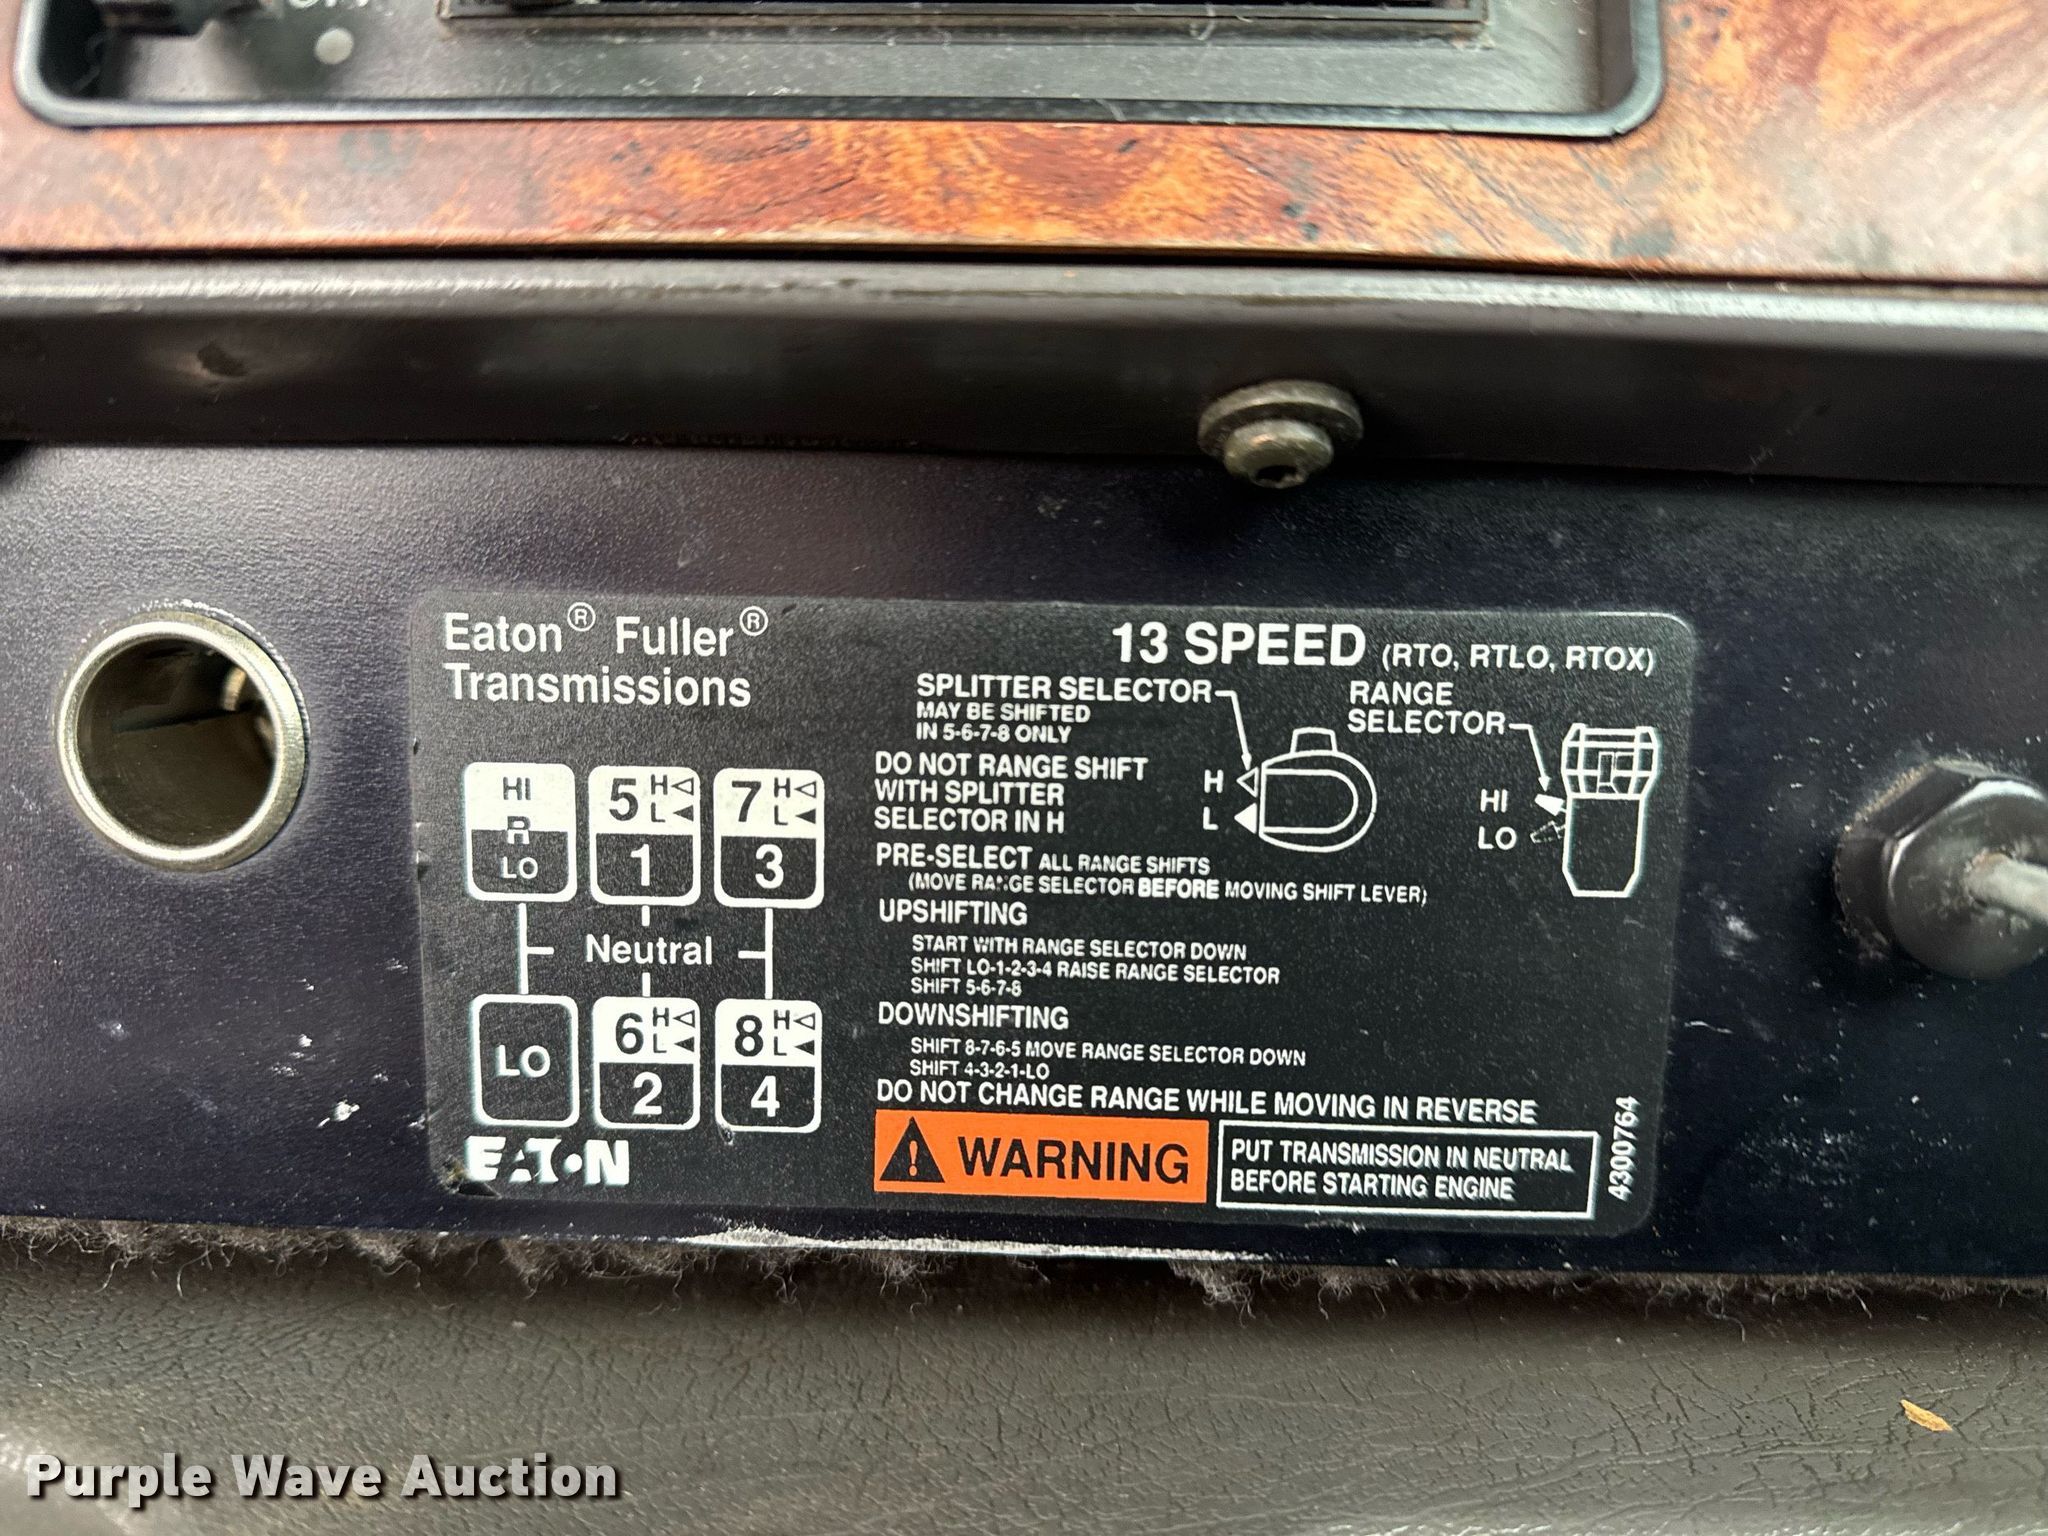 Eaton® Fuller®
Transmissions
13 SPEED (RTO, RTLO, RTOX)
SPLITTER SELECTOR
MAY BE SHIFTED
IN 5-6-7-8 ONLY
RANGE
SELECTOR
DO NOT RANGE SHIFT
WITH SPLITTER
SELECTOR IN H
H
L
HI
LO
HI
R
LO
5 H
L
1
7 H
L
3
Neutral
LO
6 H
L
2
8 H
L
4
EATON
PRE-SELECT ALL RANGE SHIFTS
(MOVE RANGE SELECTOR BEFORE MOVING SHIFT LEVER)
UPSHIFTING
START WITH RANGE SELECTOR DOWN
SHIFT LO-1-2-3-4 RAISE RANGE SELECTOR
SHIFT 5-6-7-8
DOWNSHIFTING
SHIFT 8-7-6-5 MOVE RANGE SELECTOR DOWN
SHIFT 4-3-2-1-LO
DO NOT CHANGE RANGE WHILE MOVING IN REVERSE
WARNING
PUT TRANSMISSION IN NEUTRAL
BEFORE STARTING ENGINE
4300764
Purple Wave Auction